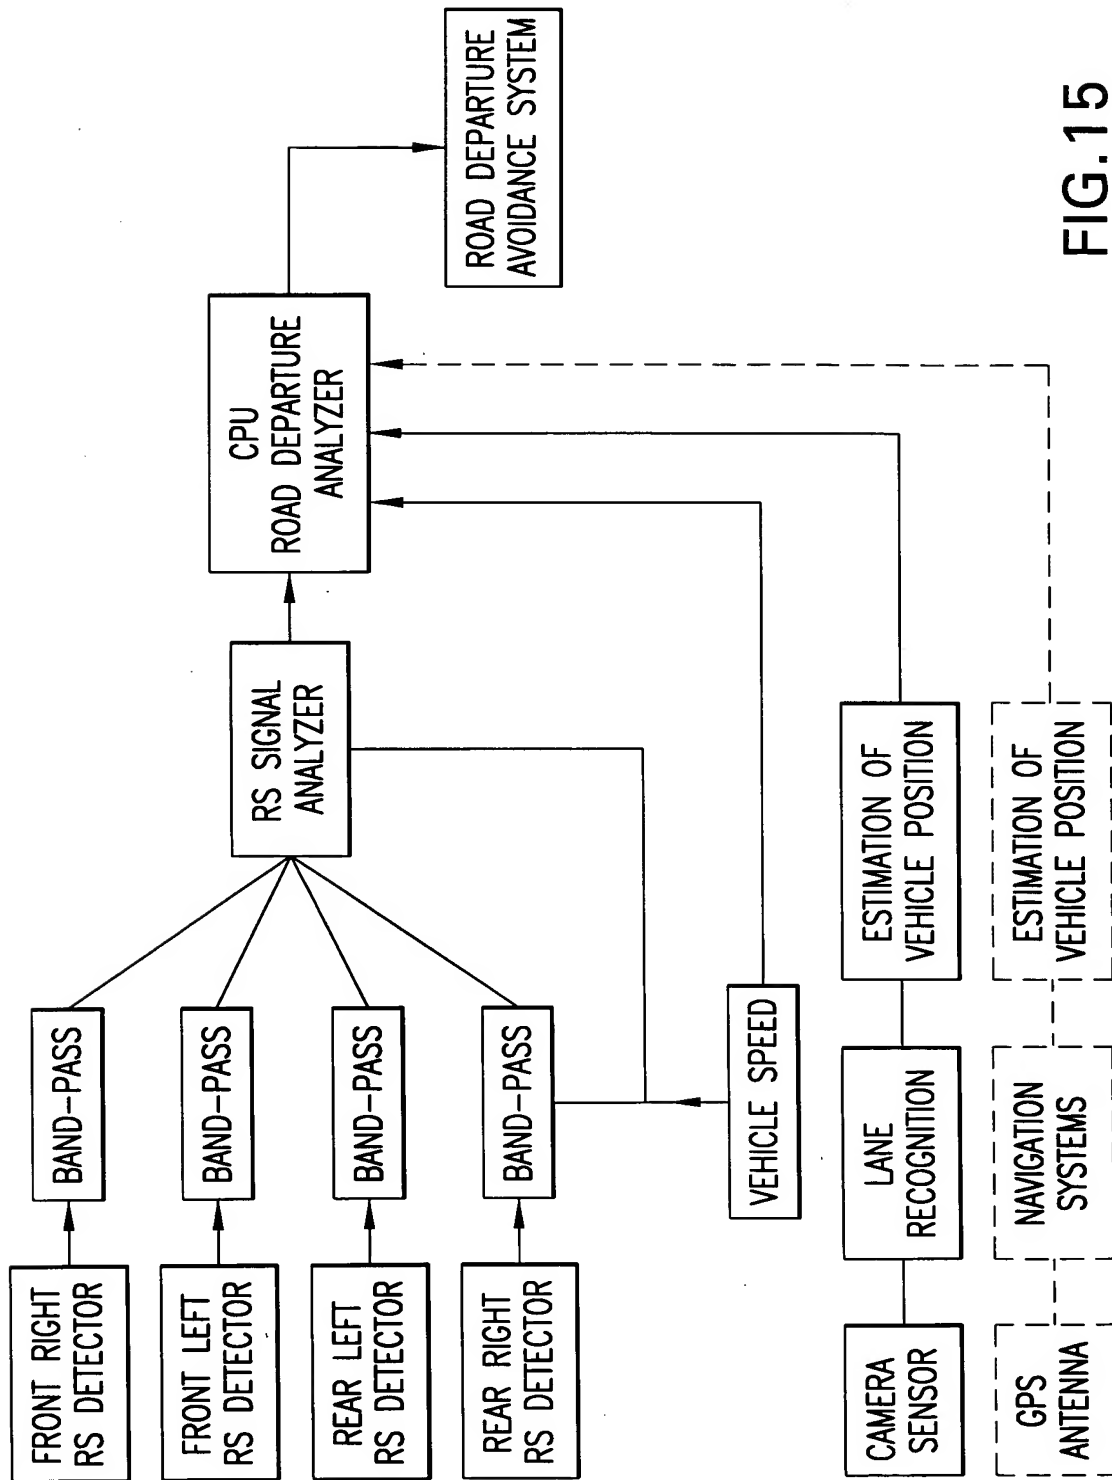 FRONT RIGHT
RS DETECTOR
BAND-PASS
FRONT LEFT
RS DETECTOR
BAND-PASS
REAR LEFT
RS DETECTOR
BAND-PASS
REAR RIGHT
RS DETECTOR
BAND-PASS
RS SIGNAL
ANALYZER
CPU
ROAD DEPARTURE
ANALYZER
ROAD DEPARTURE
AVOIDANCE SYSTEM
VEHICLE SPEED
CAMERA
SENSOR
LANE
RECOGNITION
ESTIMATION OF
VEHICLE POSITION
GPS
ANTENNA
NAVIGATION
SYSTEMS
ESTIMATION OF
VEHICLE POSITION
FIG.15